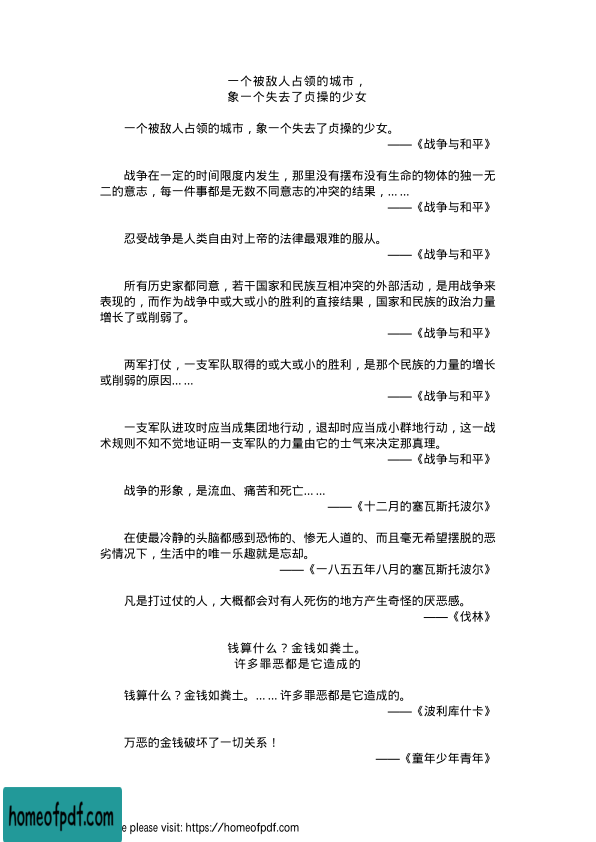 一个被敌人占领的城市，
象一个失去了贞操的少女
一个被敌人占领的城市，象一个失去了贞操的少女。
——《战争与和平》
战争在一定的时间限度内发生，那里没有摆布没有生命的物体的独一无
二的意志，每一件事都是无数不同意志的冲突的结果，……
——《战争与和平》
忍受战争是人类自由对上帝的法律最艰难的服从。
——《战争与和平》
所有历史家都同意，若干国家和民族互相冲突的外部活动，是用战争来
表现的，而作为战争中或大或小的胜利的直接结果，国家和民族的政治力量
增长了或削弱了。
——《战争与和平》
两军打仗，一支军队取得的或大或小的胜利，是那个民族的力量的增长
或削弱的原因……
——《战争与和平》
一支军队进攻时应当成集团地行动，退却时应当成小群地行动，这一战
术规则不知不觉地证明一支军队的力量由它的士气来决定那真理。
——《战争与和平》
战争的形象，是流血、痛苦和死亡……
——《十二月的塞瓦斯托波尔》
在使最冷静的头脑都感到恐怖的、惨无人道的、而且毫无希望摆脱的恶
劣情况下，生活中的唯一乐趣就是忘却。
——《一八五五年八月的塞瓦斯托波尔》
凡是打过仗的人，大概都会对有人死伤的地方产生奇怪的厌恶感。
——《伐林》
钱算什么？金钱如粪土。
许多罪恶都是它造成的
钱算什么？金钱如粪土。……许多罪恶都是它造成的。
——《波利库什卡》
万恶的金钱破坏了一切关系！
——《童年少年青年》
homeofpdf.com
please visit: https://homeofpdf.com